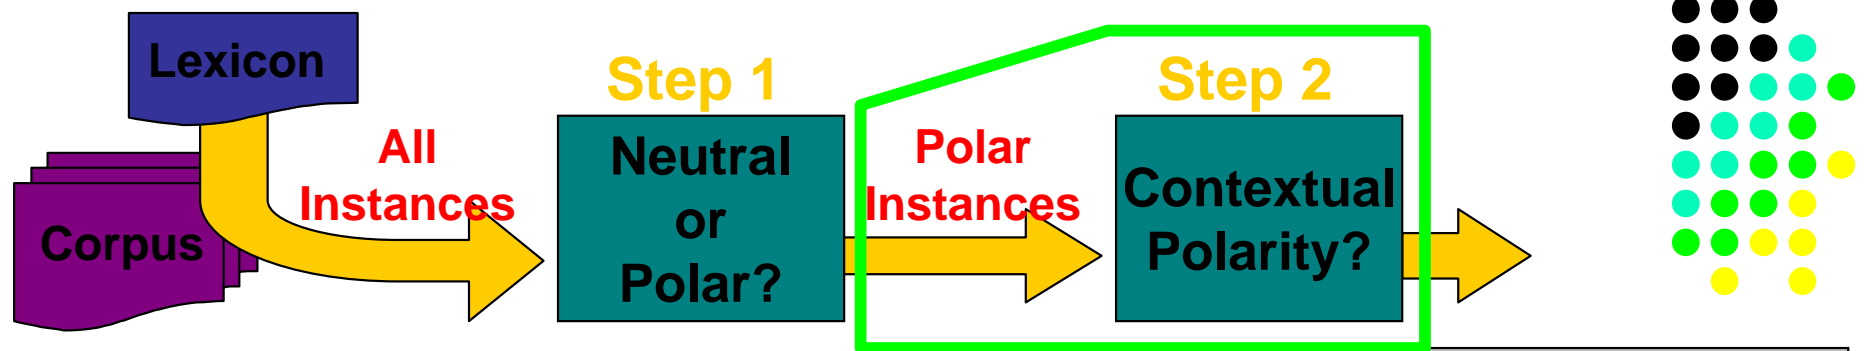 Lexicon
Corpus
All
Instances
Step 1
Neutral
or
Polar?
Polar
Instances
Step 2
Contextual
Polarity?